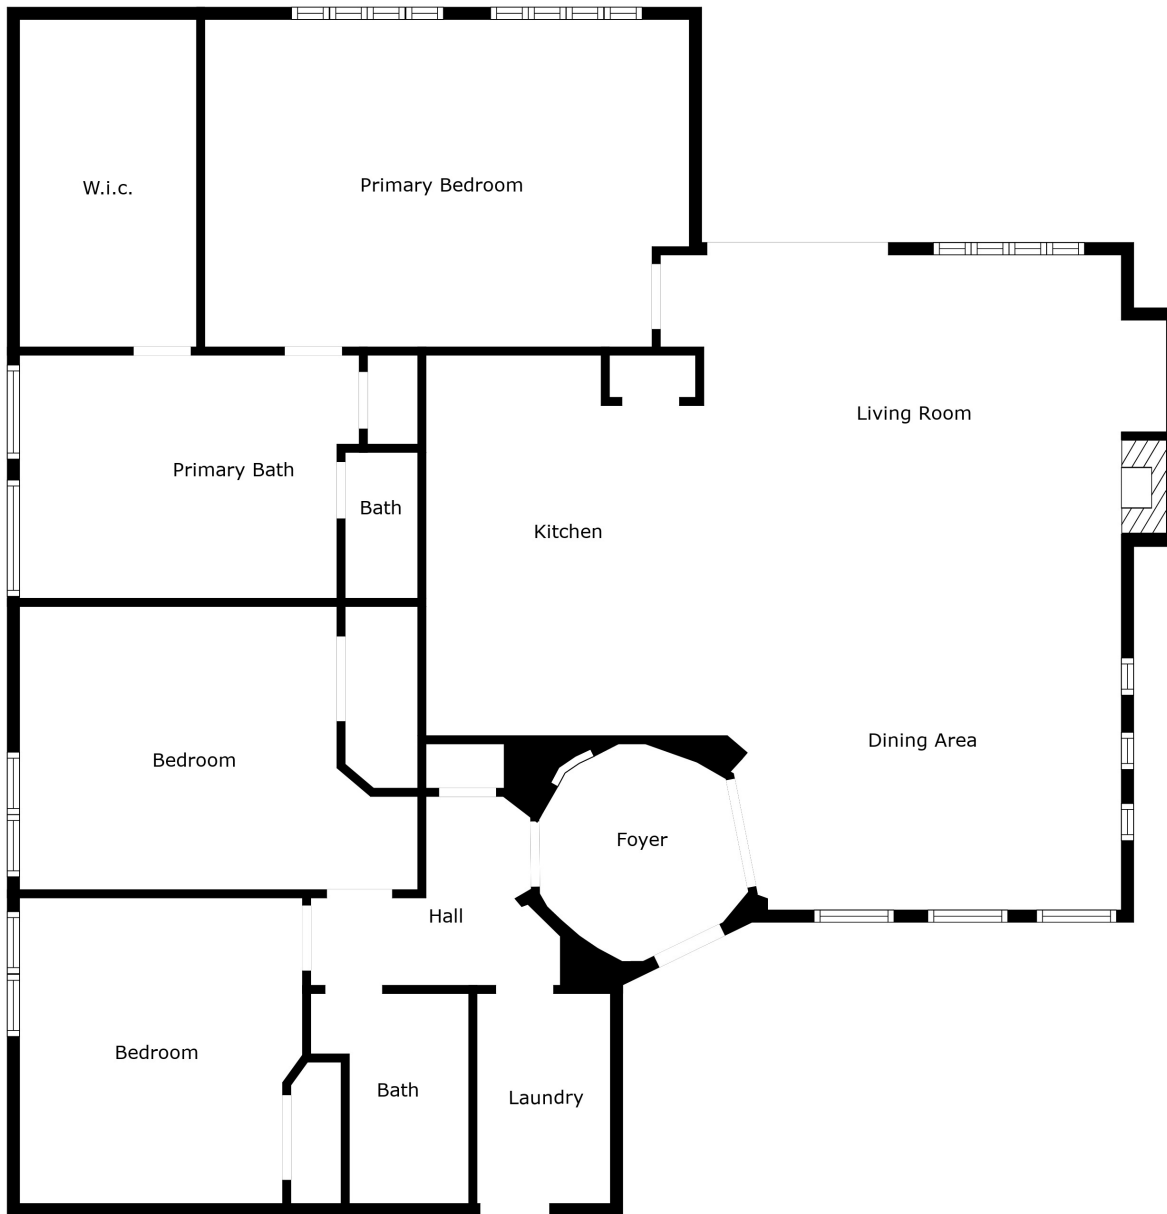 W.i.c.
Primary Bedroom
Living Room
Primary Bath
Bath
Kitchen
Dining Area
Bedroom
Foyer
Hall
Bedroom
Bath
Laundry